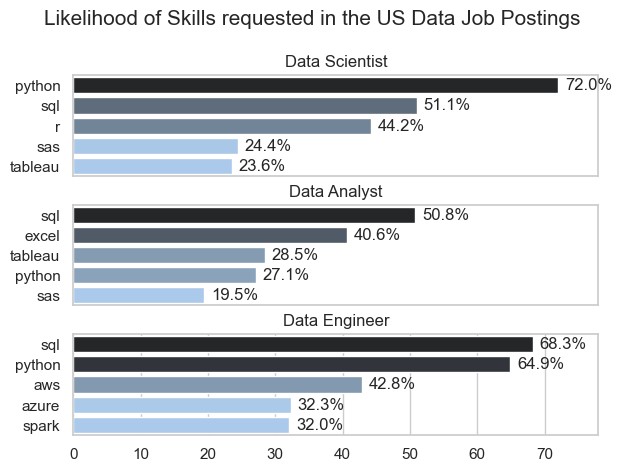 Likelihood of Skills requested in the US Data Job Postings
Data Scientist
python 72.0%
sql 51.1%
r 44.2%
sas 24.4%
tableau 23.6%
Data Analyst
sql 50.8%
excel 40.6%
tableau 28.5%
python 27.1%
sas 19.5%
Data Engineer
sql 68.3%
python 64.9%
aws 42.8%
azure 32.3%
spark 32.0%
0 10 20 30 40 50 60 70